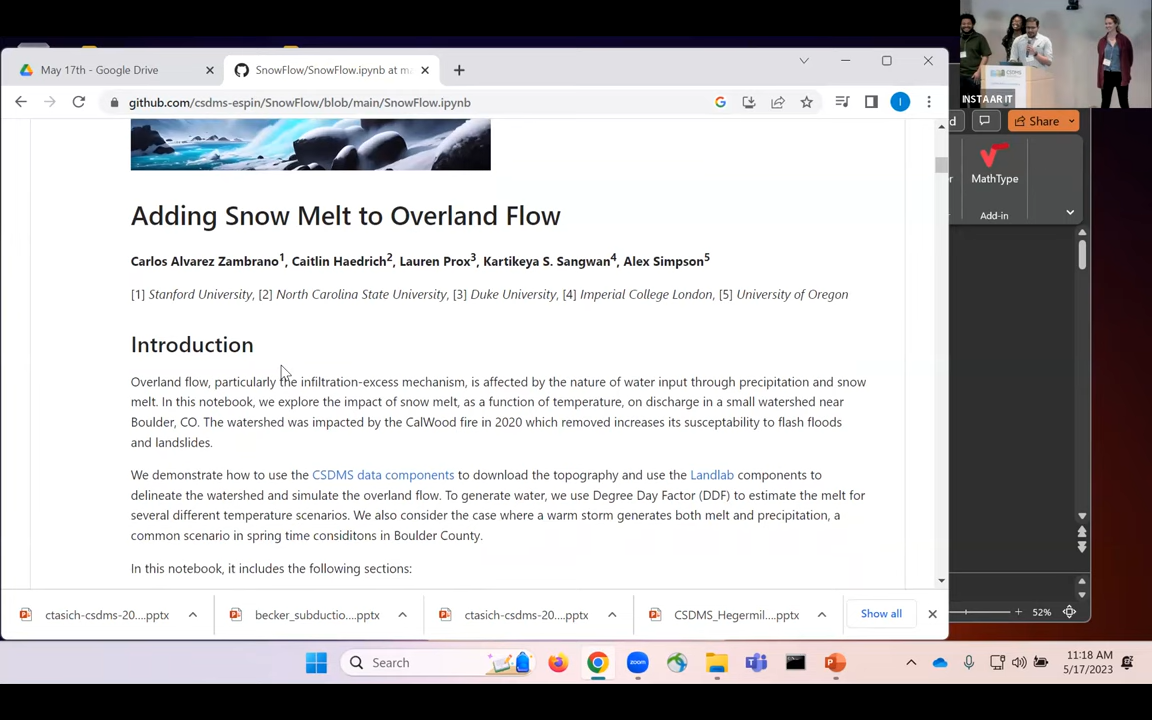 May 17th - Google Drive
SnowFlow/SnowFlow.ipynb at m
github.com/csdms-espin/SnowFlow/blob/main/SnowFlow.ipynb
I
INSTAAR IT
d
Share
MathType
Add-in
Adding Snow Melt to Overland Flow
Carlos Alvarez Zambrano1, Caitlin Haedrich2, Lauren Prox3, Kartikeya S. Sangwan4, Alex Simpson5
[1] Stanford University, [2] North Carolina State University, [3] Duke University, [4] Imperial College London, [5] University of Oregon
Introduction
Overland flow, particularly the infiltration-excess mechanism, is affected by the nature of water input through precipitation and snow
melt. In this notebook, we explore the impact of snow melt, as a function of temperature, on discharge in a small watershed near
Boulder, CO. The watershed was impacted by the CalWood fire in 2020 which removed increases its susceptability to flash floods
and landslides.
We demonstrate how to use the CSDMS data components to download the topography and use the Landlab components to
delineate the watershed and simulate the overland flow. To generate water, we use Degree Day Factor (DDF) to estimate the melt for
several different temperature scenarios. We also consider the case where a warm storm generates both melt and precipitation, a
common scenario in spring time considitons in Boulder County.
In this notebook, it includes the following sections:
ctasich-csdms-20....pptx
becker_subductio....pptx
ctasich-csdms-20....pptx
CSDMS_Hegermil....pptx
Show all
52%
Search
11:18 AM
5/17/2023